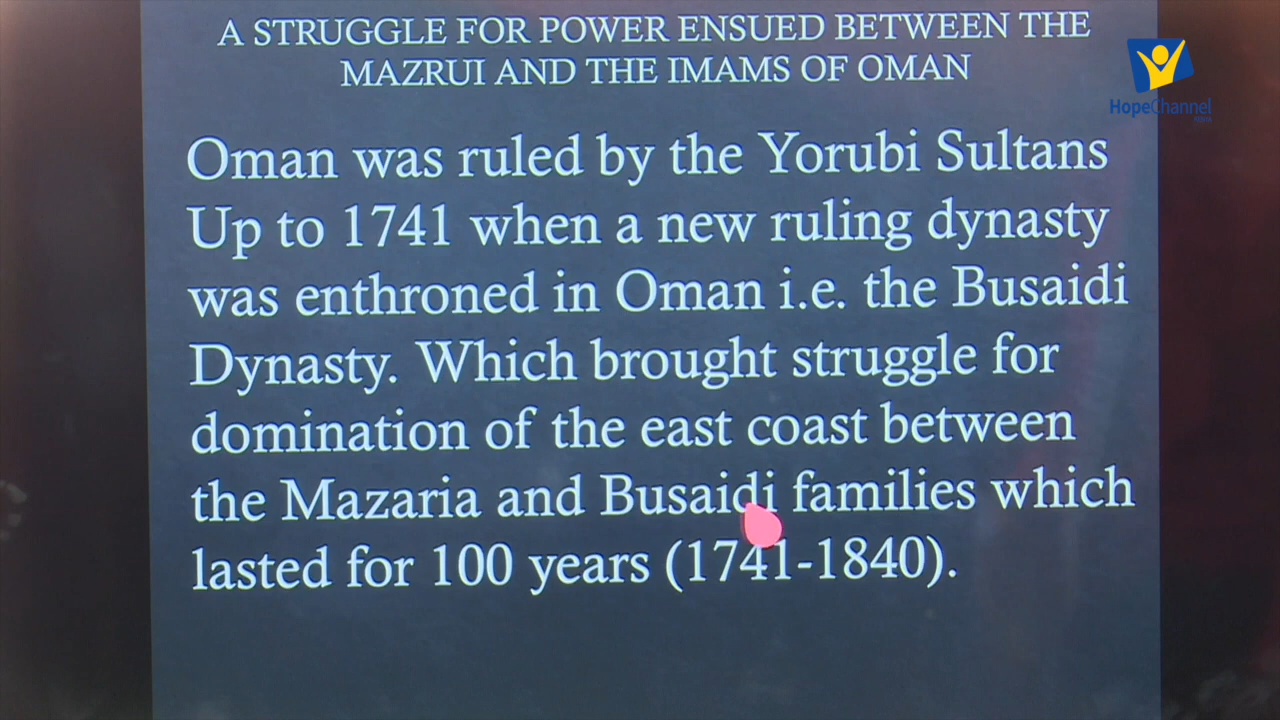 A STRUGGLE FOR POWER ENSUED BETWEEN THE
MAZRUI AND THE IMAMS OF OMAN
HopeChannel
Oman was ruled by the Yorubi Sultans
Up to 1741 when a new ruling dynasty
was enthroned in Oman i.e. the Busaidi
Dynasty. Which brought struggle for
domination of the east coast between
the Mazaria and Busaidi families which
lasted for 100 years (1741-1840).